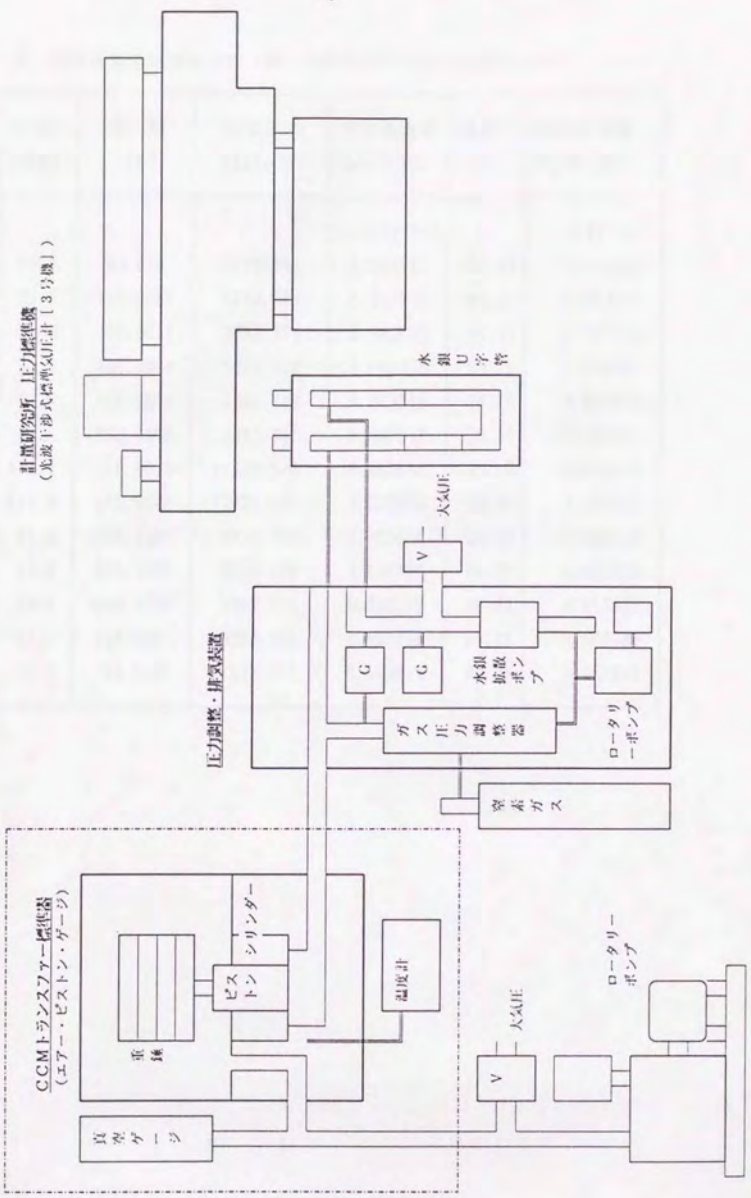 CCMトランスファー標準器
(エアー・ピストン・ゲージ)
真空ゲージ
重錘
ピストン
シリンダー
温度計
V
大気圧
ロータリーポンプ
圧力調整・排気装置
G
G
ガス圧力調整器
窒素ガス
水銀拡散ポンプ
ロータリーポンプ
V
大気圧
計量研究所 圧力標準機
(光波干渉式標準気圧計[3号機])
水銀U字管